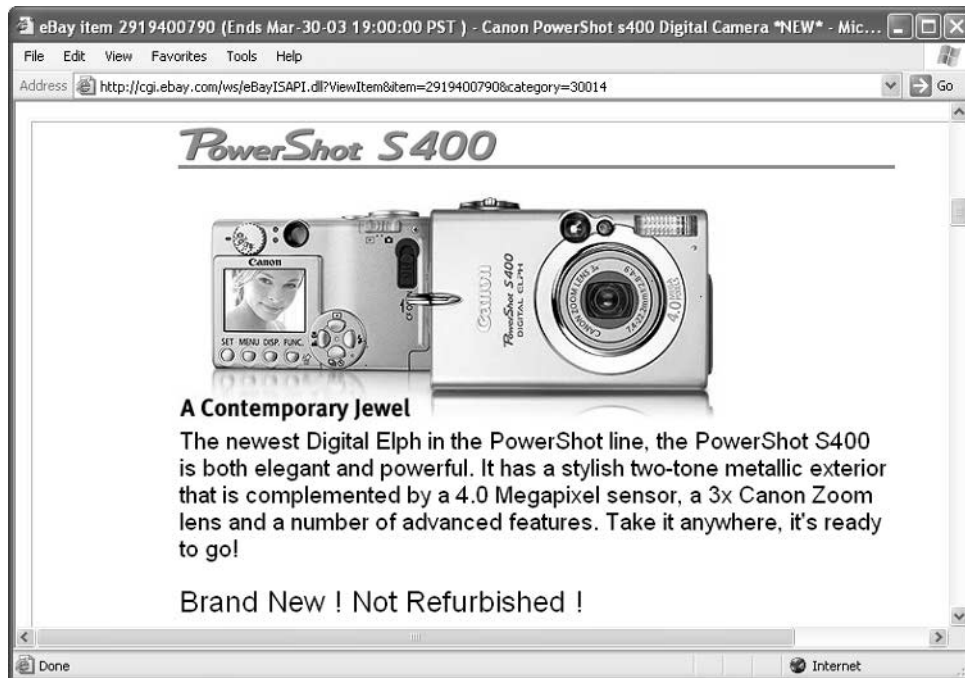 eBay item 2919400790 (Ends Mar-30-03 19:00:00 PST ) - Canon PowerShot s400 Digital Camera *NEW* - Mic...
File Edit View Favorites Tools Help
Address http://cgi.ebay.com/ws/eBayISAPI.dll?ViewItem&item=2919400790&category=30014 Go
PowerShot S400
Canon
SET MENU DISP. FUNC.
Canon
PowerShot S400
DIGITAL ELPH
CANON ZOOM LENS 3x
A Contemporary Jewel
The newest Digital Elph in the PowerShot line, the PowerShot S400
is both elegant and powerful. It has a stylish two-tone metallic exterior
that is complemented by a 4.0 Megapixel sensor, a 3x Canon Zoom
lens and a number of advanced features. Take it anywhere, it's ready
to go!
Brand New ! Not Refurbished !
Done Internet